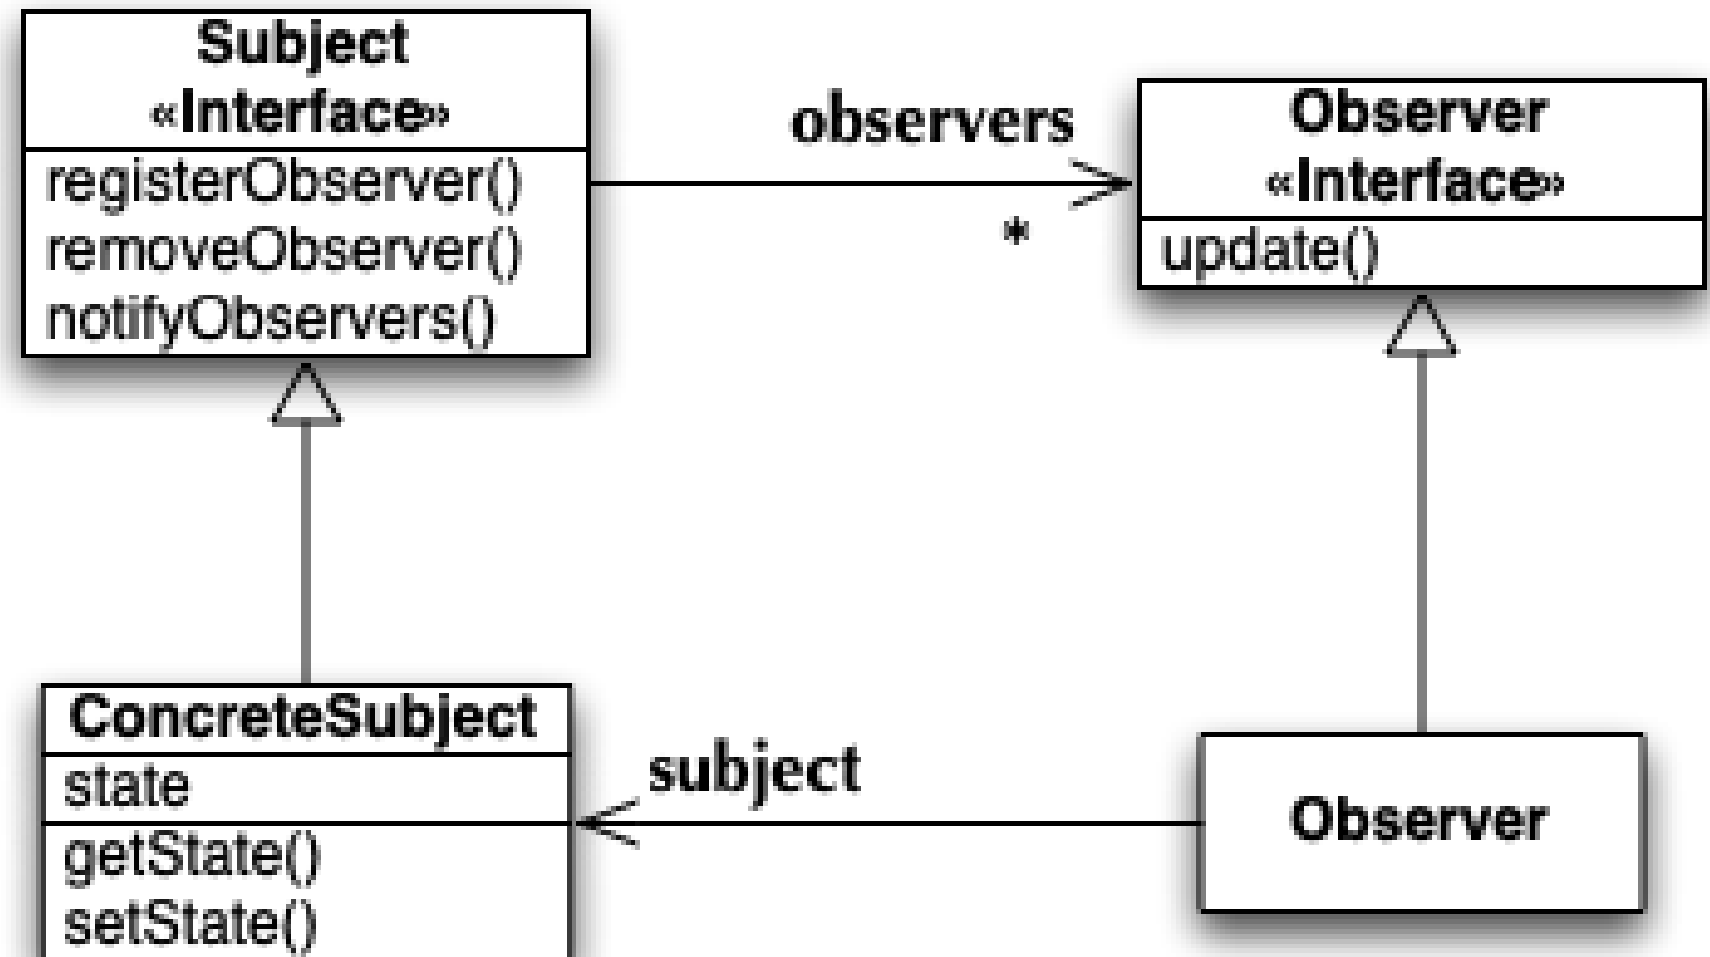 Subject
«Interface»
registerObserver()
removeObserver()
notifyObservers()
observers
*
Observer
«Interface»
update()
ConcreteSubject
state
getState()
setState()
subject
Observer